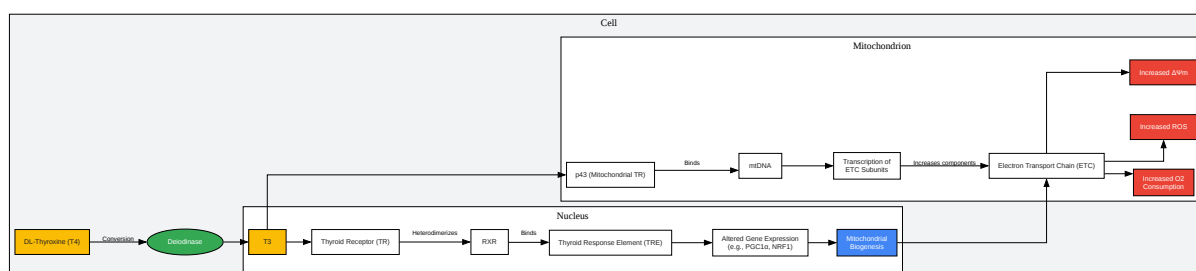 Cell
Mitochondrion
Increased ΔΨm
Increased ROS
p43 (Mitochondrial TR)
Binds
mtDNA
Transcription of
ETC Subunits
Increases components
Electron Transport Chain (ETC)
Increased O2
Consumption
Nucleus
DL-Thyroxine (T4)
Conversion
Deiodinase
T3
Thyroid Receptor (TR)
Heterodimerizes
RXR
Binds
Thyroid Response Element (TRE)
Altered Gene Expression
(e.g., PGC1α, NRF1)
Mitochondrial
Biogenesis